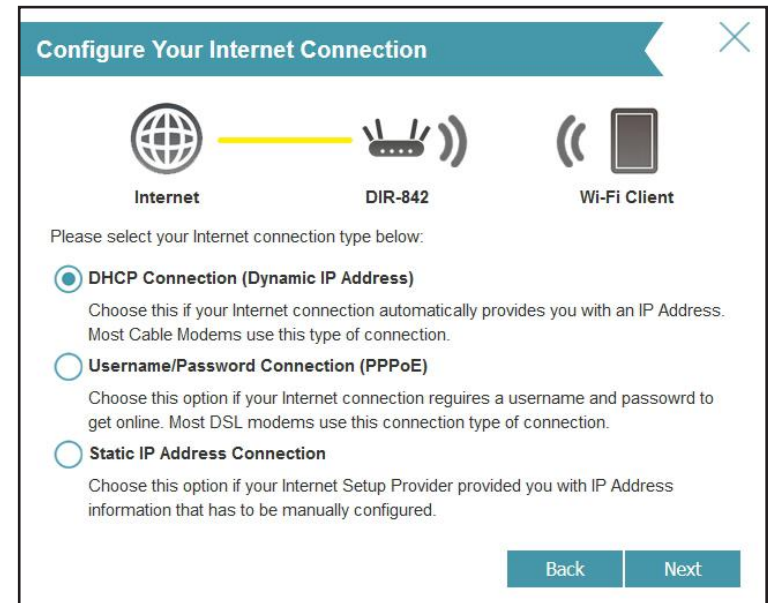 Configure Your Internet Connection
Internet
DIR-842
Wi-Fi Client
Please select your Internet connection type below:
DHCP Connection (Dynamic IP Address)
Choose this if your Internet connection automatically provides you with an IP Address.
Most Cable Modems use this type of connection.
Username/Password Connection (PPPoE)
Choose this option if your Internet connection reguires a username and passowrd to
get online. Most DSL modems use this connection type of connection.
Static IP Address Connection
Choose this option if your Internet Setup Provider provided you with IP Address
information that has to be manually configured.
Back
Next